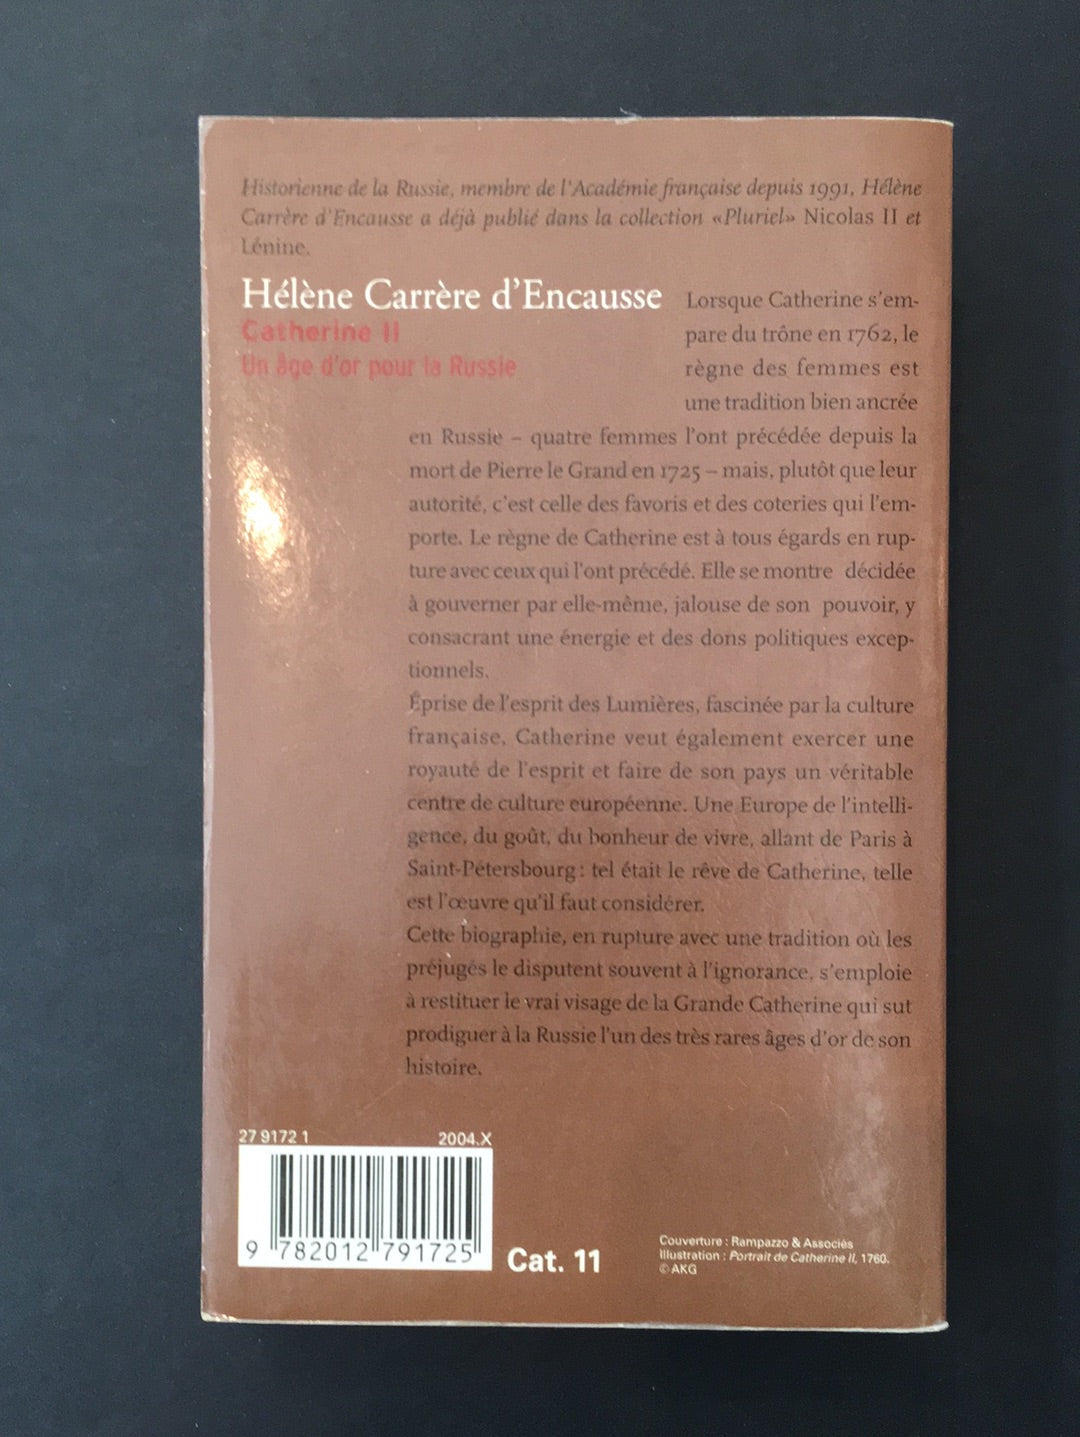 Historienne de la Russie, membre de l'Académie française depuis 1991, Hélène
Carrère d'Encausse a déjà publié dans la collection «Pluriel» Nicolas II et
Lénine.
Hélène Carrère d'Encausse
Catherine II
Un âge d'or pour la Russie
Lorsque Catherine s'em-
pare du trône en 1762, le
règne des femmes est
une tradition bien ancrée
en Russie – quatre femmes l'ont précédée depuis la
mort de Pierre le Grand en 1725 – mais, plutôt que leur
autorité, c'est celle des favoris et des coteries qui l'em-
porte. Le règne de Catherine est à tous égards en rup-
ture avec ceux qui l'ont précédé. Elle se montre décidée
à gouverner par elle-même, jalouse de son pouvoir, y
consacrant une énergie et des dons politiques excep-
tionnels.
Éprise de l'esprit des Lumières, fascinée par la culture
française, Catherine veut également exercer une
royauté de l'esprit et faire de son pays un véritable
centre de culture européenne. Une Europe de l'intelli-
gence, du goût, du bonheur de vivre, allant de Paris à
Saint-Pétersbourg : tel était le rêve de Catherine, telle
est l'œuvre qu'il faut considérer.
Cette biographie, en rupture avec une tradition où les
préjugés le disputent souvent à l'ignorance, s'emploie
à restituer le vrai visage de la Grande Catherine qui sut
prodiguer à la Russie l'un des très rares âges d'or de son
histoire.
27 9172 1
2004.X
9 782012 791725
Cat. 11
Couverture : Rampazzo & Associés
Illustration : Portrait de Catherine II, 1760.
© AKG